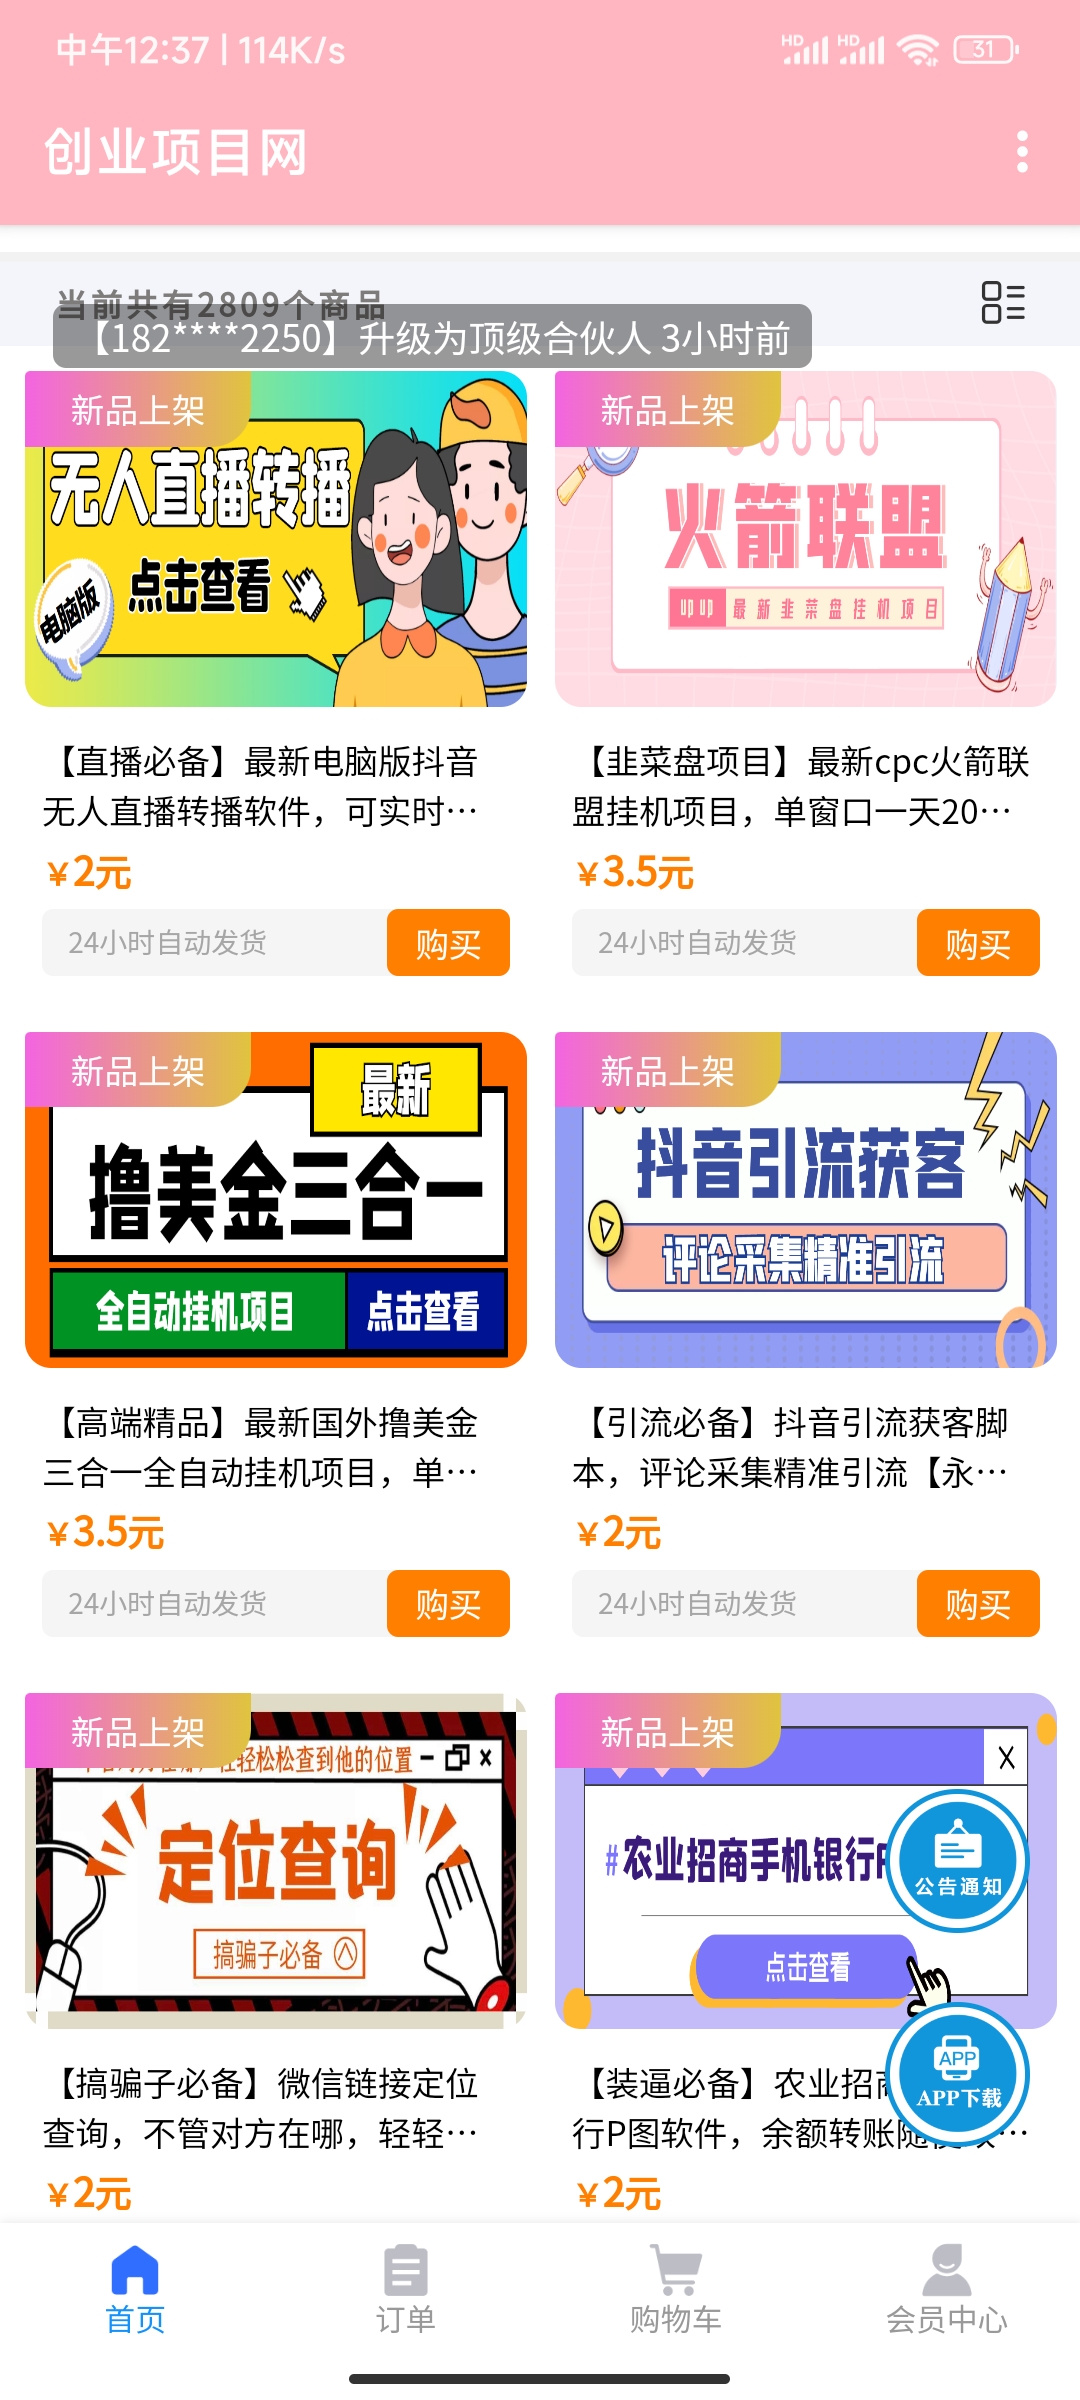 中午12:37 | 114K/s
HD HD 31
创业项目网
当前共有2809个商品
【182****2250】升级为顶级合伙人 3小时前
新品上架
无人直播转播
点击查看
电脑版
【直播必备】最新电脑版抖音
无人直播转播软件，可实时…
¥2元
24小时自动发货
购买
新品上架
火箭联盟
叩叩 最新韭菜盘挂机项目
【韭菜盘项目】最新cpc火箭联
盟挂机项目，单窗口一天20…
¥3.5元
24小时自动发货
购买
新品上架
最新
撸美金三合一
全自动挂机项目
点击查看
【高端精品】最新国外撸美金
三合一全自动挂机项目，单…
¥3.5元
24小时自动发货
购买
新品上架
抖音引流获客
评论采集精准引流
【引流必备】抖音引流获客脚
本，评论采集精准引流【永…
¥2元
24小时自动发货
购买
新品上架
轻松松查到他的位置
定位查询
搞骗子必备
【搞骗子必备】微信链接定位
查询，不管对方在哪，轻轻…
¥2元
新品上架
X
#农业招商手机银行
点击查看
【装逼必备】农业招商
行P图软件，余额转账随便改…
¥2元
公告通知
APP
APP下载
首页
订单
购物车
会员中心